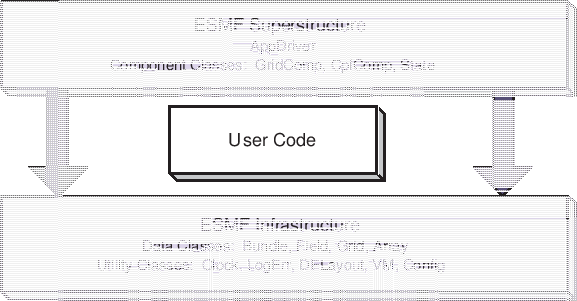 ESMF Superstructure
AppDriver
Component Classes: GridComp, CplComp, State
User Code
ESMF Infrastructure
Data Classes: Bundle, Field, Grid, Array
Utility Classes: Clock, LogErr, DELayout, VM, Config